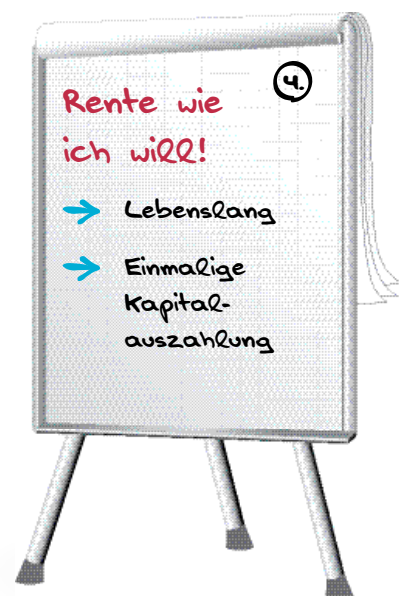 4.
Rente wie
ich will!
Lebenslang
Einmalige
Kapital-
auszahlung